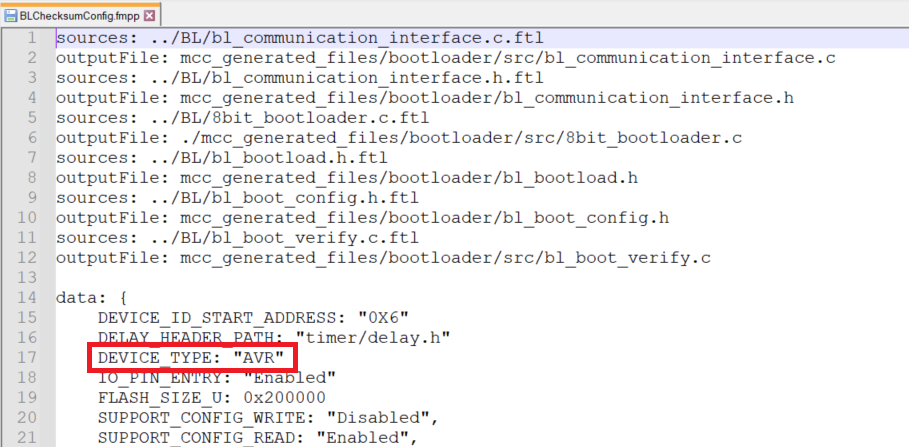 BLChecksumConfig.fmpp
1 sources: ../BL/bl_communication_interface.c.ftl
2 outputFile: mcc_generated_files/bootloader/src/bl_communication_interface.c
3 sources: ../BL/bl_communication_interface.h.ftl
4 outputFile: mcc_generated_files/bootloader/bl_communication_interface.h
5 sources: ../BL/8bit_bootloader.c.ftl
6 outputFile: ./mcc_generated_files/bootloader/src/8bit_bootloader.c
7 sources: ../BL/bl_bootload.h.ftl
8 outputFile: mcc_generated_files/bootloader/bl_bootload.h
9 sources: ../BL/bl_boot_config.h.ftl
10 outputFile: mcc_generated_files/bootloader/bl_boot_config.h
11 sources: ../BL/bl_boot_verify.c.ftl
12 outputFile: mcc_generated_files/bootloader/src/bl_boot_verify.c
13
14 data: {
15 DEVICE_ID_START_ADDRESS: "0X6"
16 DELAY_HEADER_PATH: "timer/delay.h"
17 DEVICE_TYPE: "AVR"
18 IO_PIN_ENTRY: "Enabled"
19 FLASH_SIZE_U: 0x200000
20 SUPPORT_CONFIG_WRITE: "Disabled",
21 SUPPORT_CONFIG_READ: "Enabled",